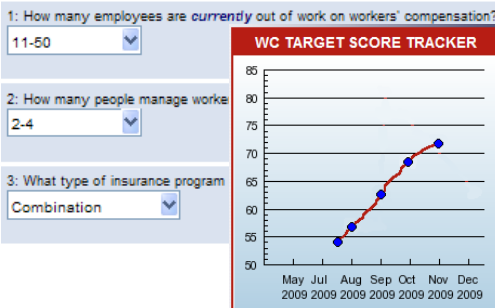 1: How many employees are currently out of work on workers' compensation?
11-50
WC TARGET SCORE TRACKER
2: How many people manage worke
2-4
3: What type of insurance program
Combination
85
80
75
70
65
60
55
50
May Jul Aug Sep Oct Nov Dec
2009 2009 2009 2009 2009 2009 2009